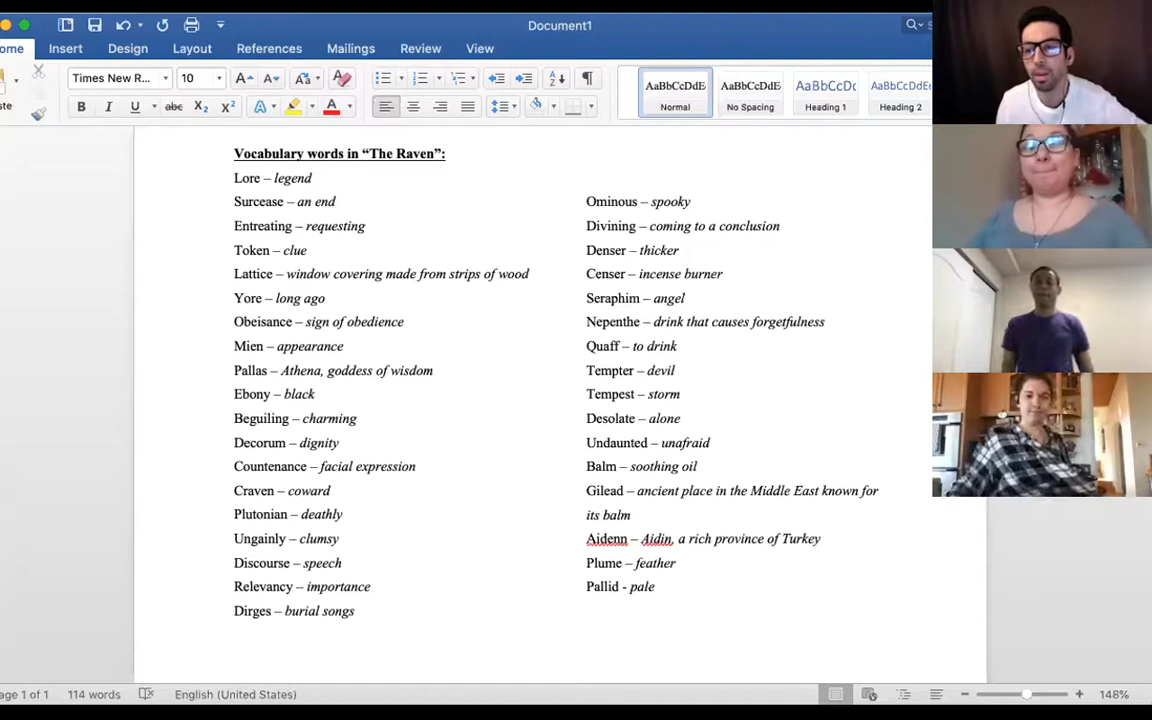 Document1
ome Insert Design Layout References Mailings Review View
ste Times New R... 10 AaBbCcDdE AaBbCcDdE AaBbCcDc AaBbCcDdE
B I U abc X₂ X² A A Normal No Spacing Heading 1 Heading 2
Vocabulary words in “The Raven”:
Lore – legend
Surcease – an end
Entreating – requesting
Token – clue
Lattice – window covering made from strips of wood
Yore – long ago
Obeisance – sign of obedience
Mien – appearance
Pallas – Athena, goddess of wisdom
Ebony – black
Beguiling – charming
Decorum – dignity
Countenance – facial expression
Craven – coward
Plutonian – deathly
Ungainly – clumsy
Discourse – speech
Relevancy – importance
Dirges – burial songs
Ominous – spooky
Divining – coming to a conclusion
Denser – thicker
Censer – incense burner
Seraphim – angel
Nepenthe – drink that causes forgetfulness
Quaff – to drink
Tempter – devil
Tempest – storm
Desolate – alone
Undaunted – unafraid
Balm – soothing oil
Gilead – ancient place in the Middle East known for
its balm
Aidenn – Aidin, a rich province of Turkey
Plume – feather
Pallid - pale
age 1 of 1 114 words English (United States) 148%